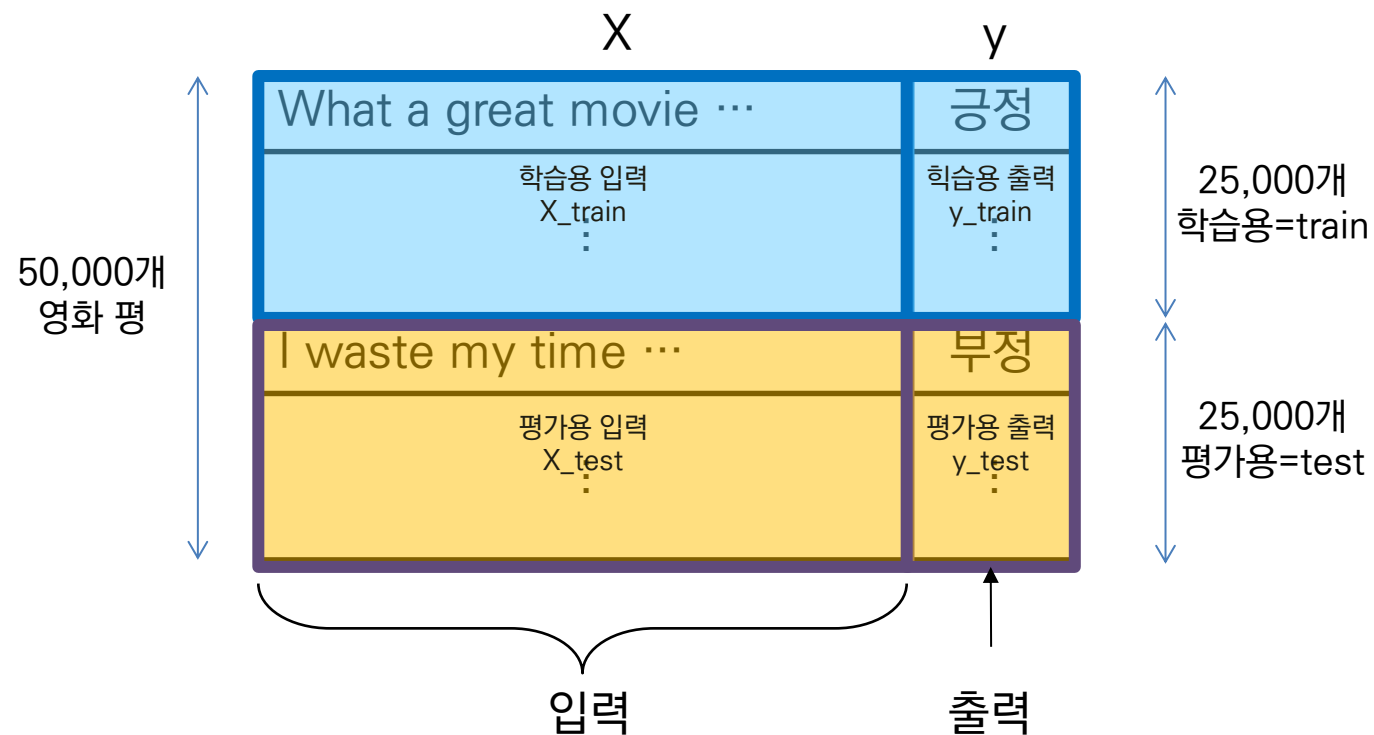 X
y
What a great movie …
긍정
학습용 입력
X_train
⋮
힉습용 출력
y_train
⋮
25,000개
학습용=train
50,000개
영화 평
I waste my time …
부정
평가용 입력
X_test
⋮
평가용 출력
y_test
⋮
25,000개
평가용=test
입력
출력